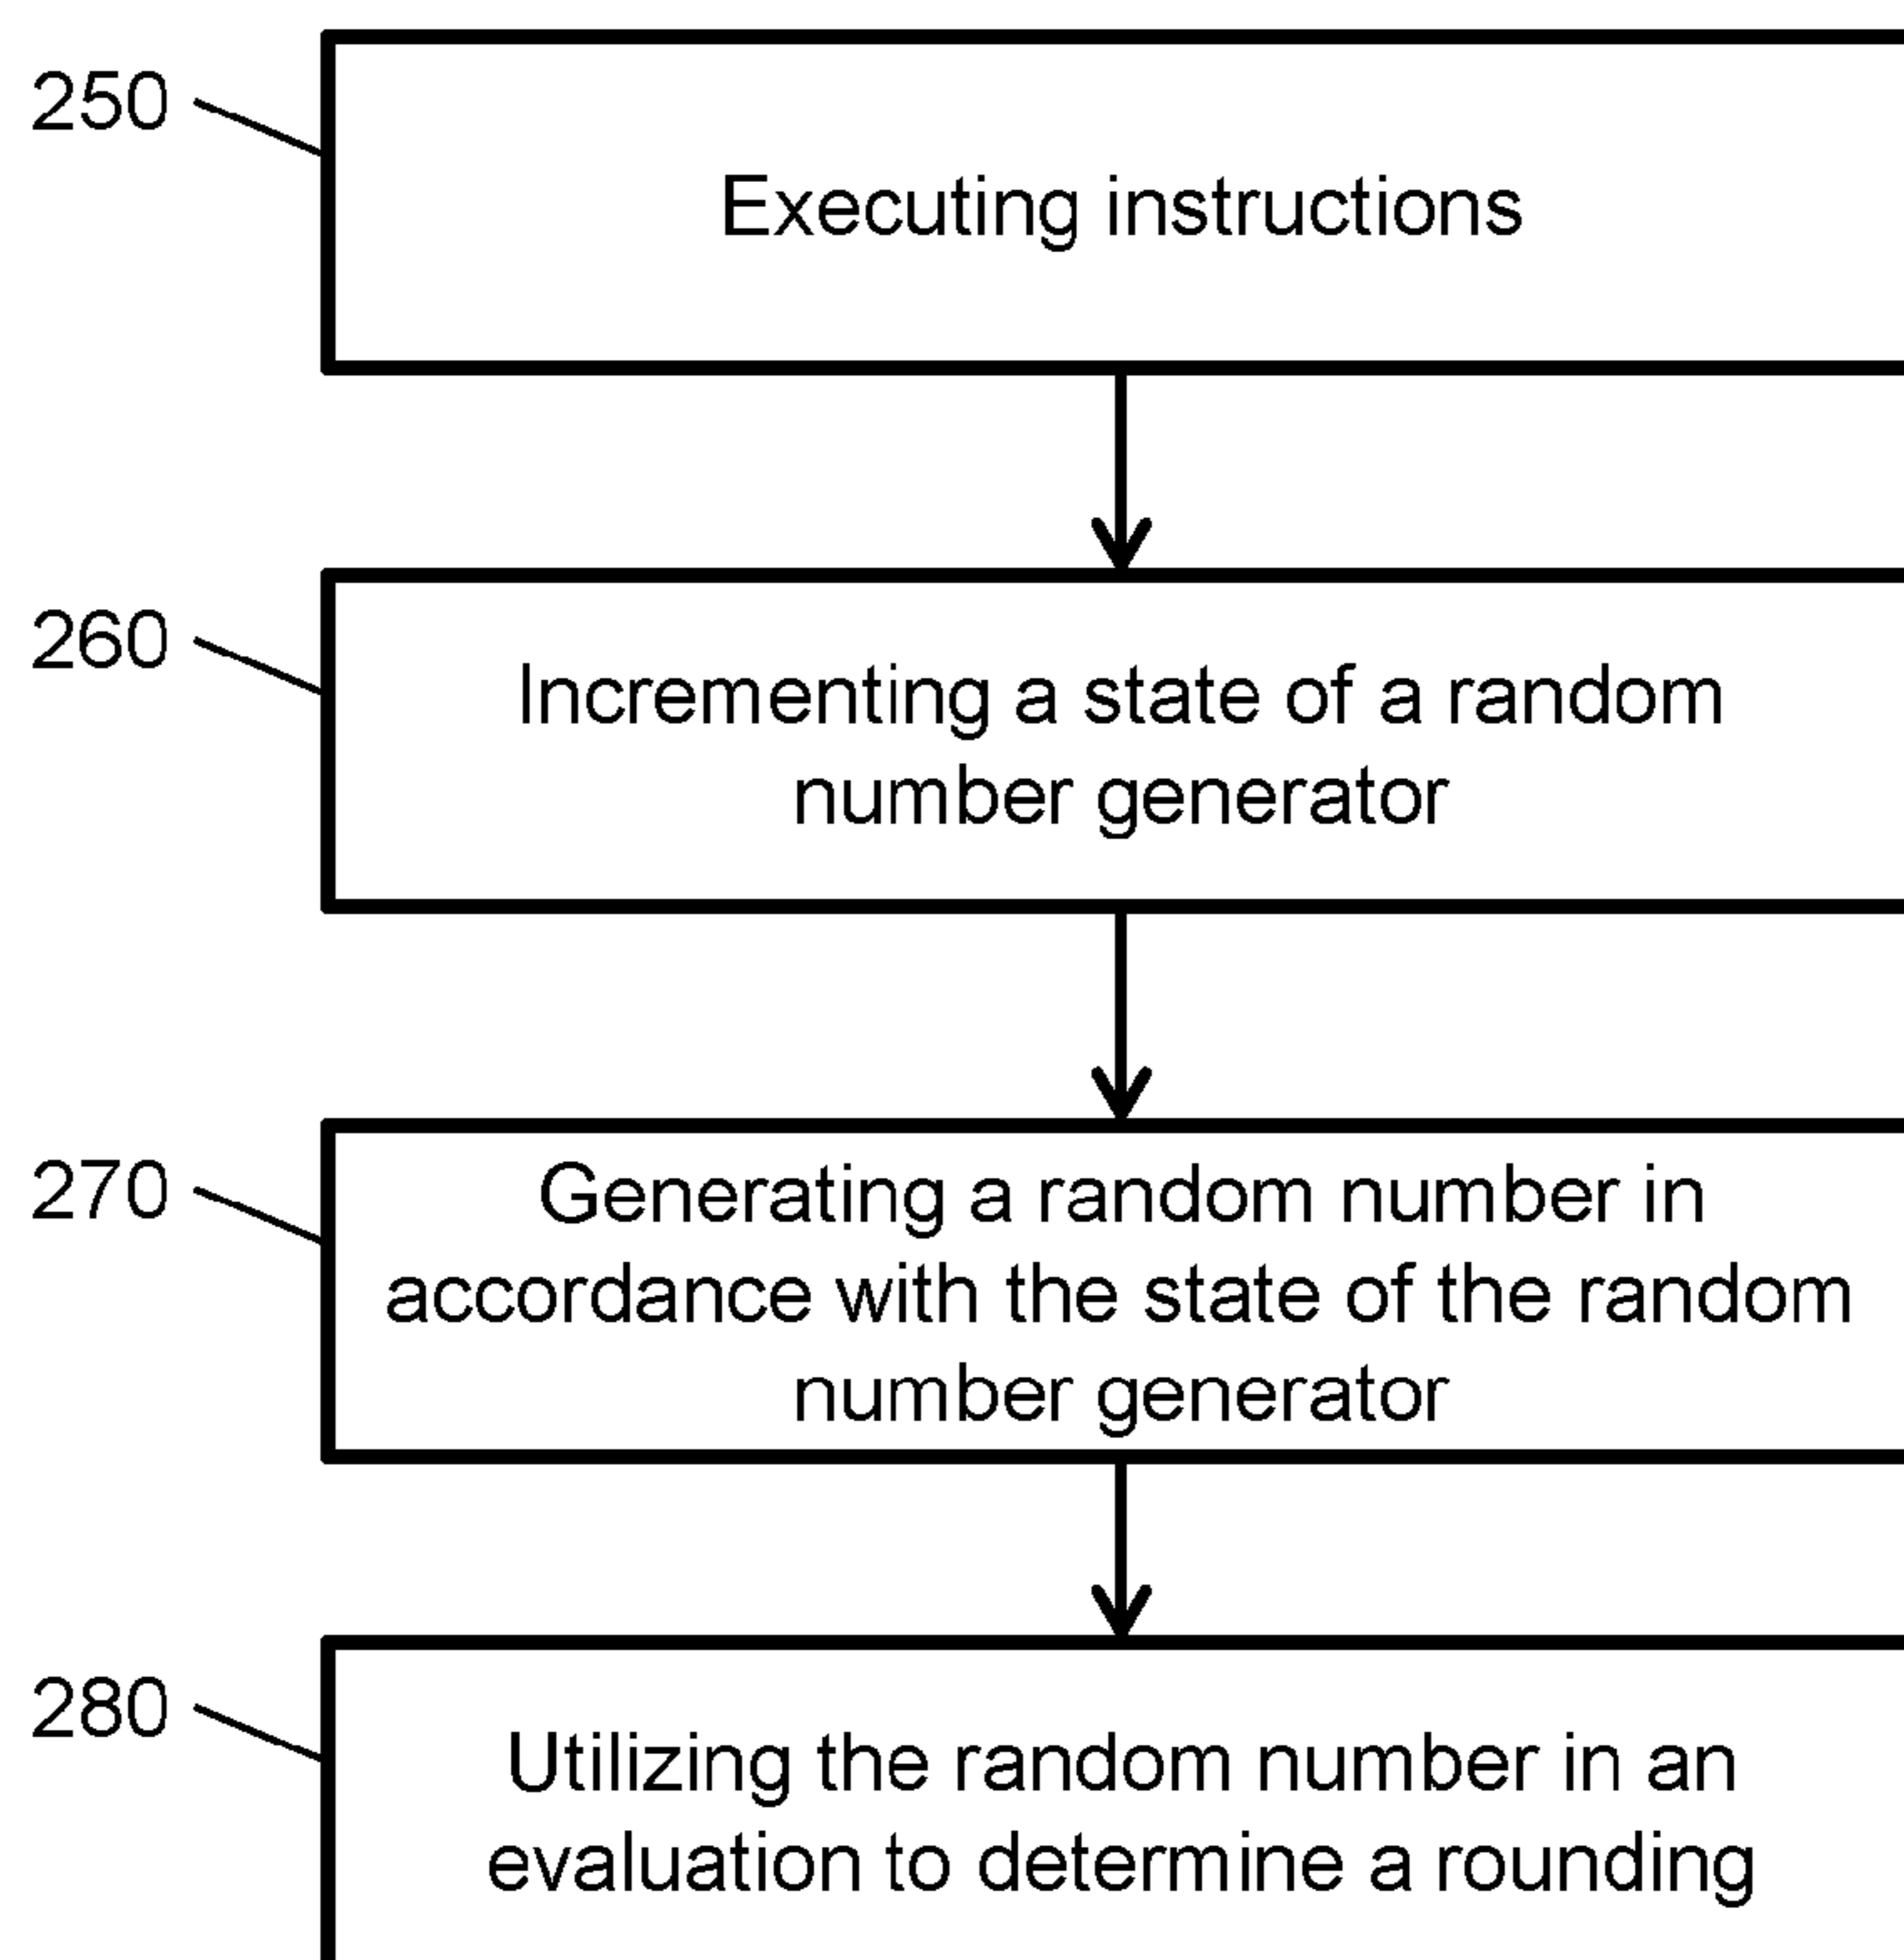 250
Executing instructions
260
Incrementing a state of a random
number generator
270
Generating a random number in
accordance with the state of the random
number generator
280
Utilizing the random number in an
evaluation to determine a rounding